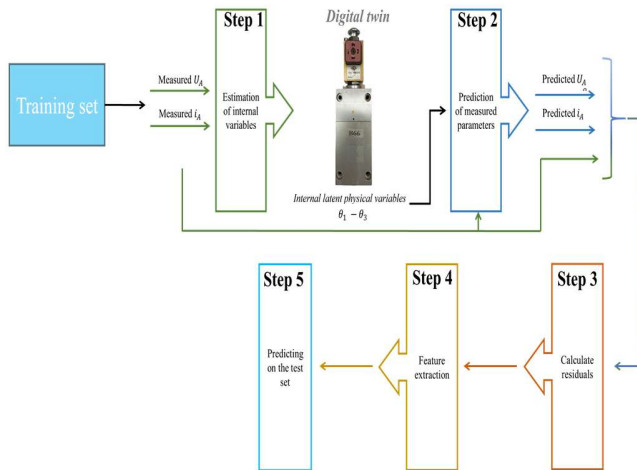 Step 1
Digital twin
Step 2
Training set
Measured U_A
Measured i_A
Estimation
of internal
variables
Prediction
of measured
parameters
Predicted U_A
Predicted i_A
Internal latent physical variables
θ₁ − θ₃
Step 5
Step 4
Step 3
Predicting
on the test
set
Feature
extraction
Calculate
residuals